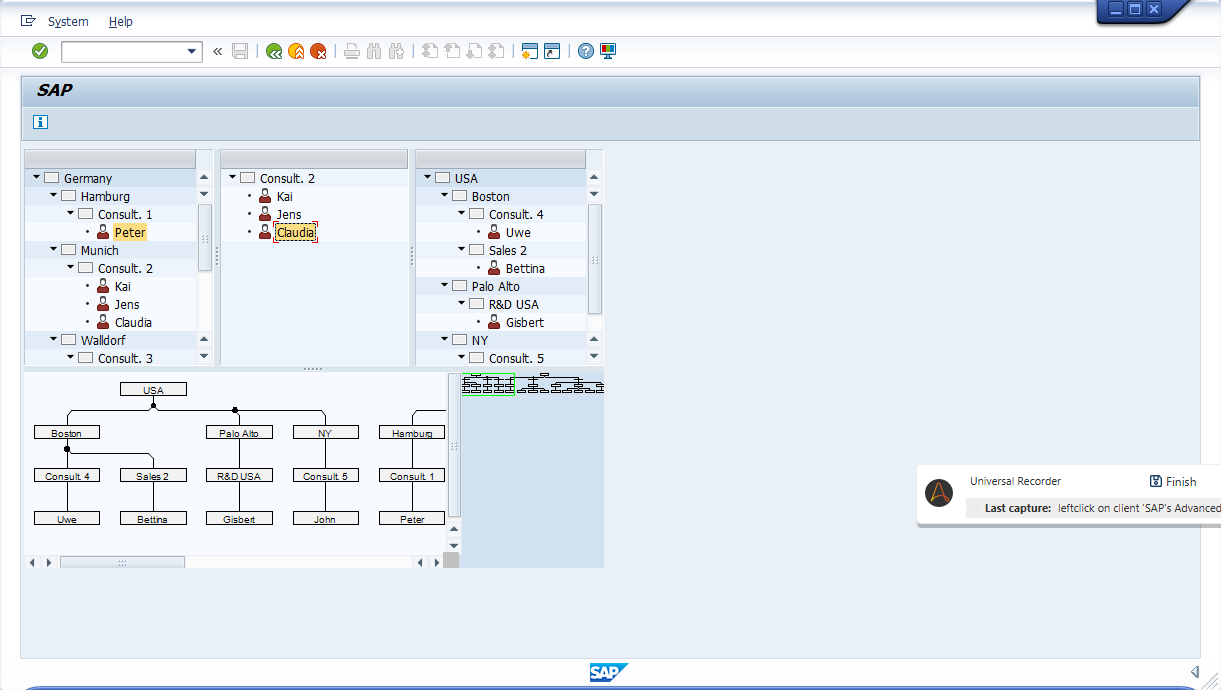 System Help
SAP
Germany
Hamburg
Consult. 1
Peter
Munich
Consult. 2
Kai
Jens
Claudia
Walldorf
Consult. 3
Consult. 2
Kai
Jens
Claudia
USA
Boston
Consult. 4
Uwe
Sales 2
Bettina
Palo Alto
R&D USA
Gisbert
NY
Consult. 5
USA
Boston Palo Alto NY Hamburg
Consult. 4 Sales 2 R&D USA Consult. 5 Consult. 1
Uwe Bettina Gisbert John Peter
Universal Recorder Finish
Last capture: leftclick on client 'SAP's Advanced
SAP